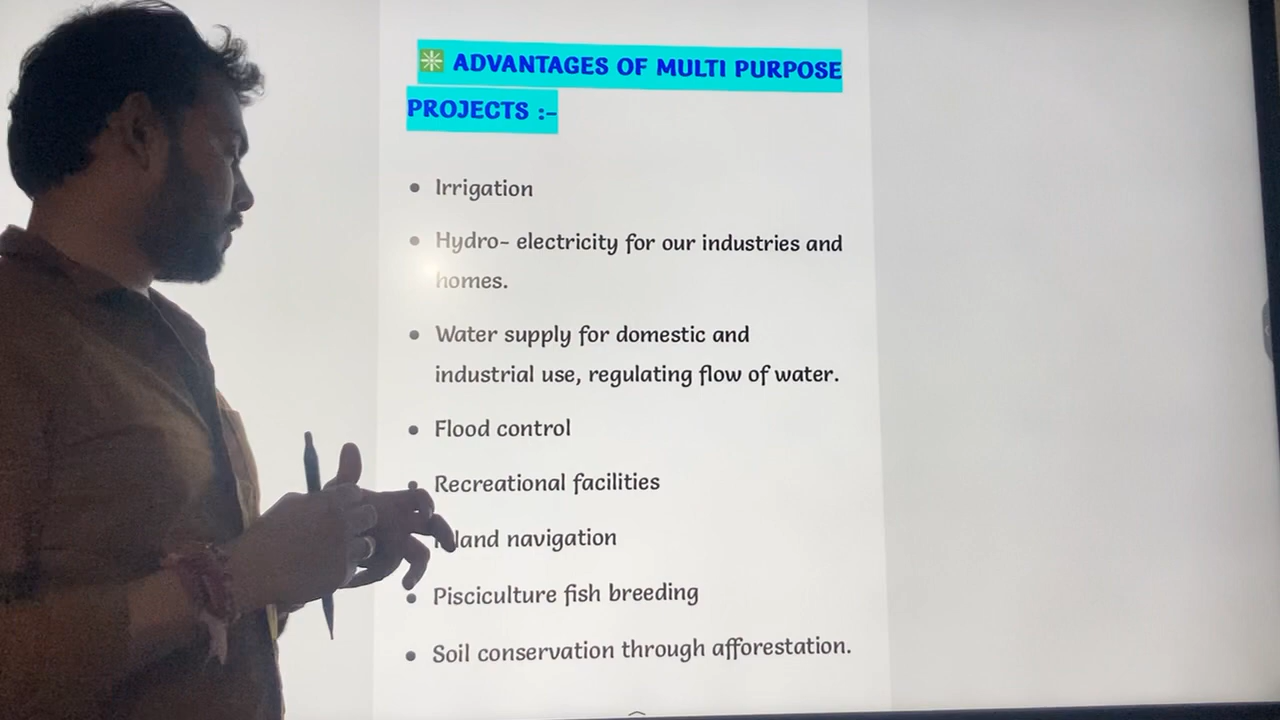 ✳️ ADVANTAGES OF MULTI PURPOSE
PROJECTS :-
• Irrigation
• Hydro- electricity for our industries and
homes.
• Water supply for domestic and
industrial use, regulating flow of water.
• Flood control
• Recreational facilities
navigation
• Pisciculture fish breeding
• Soil conservation through afforestation.